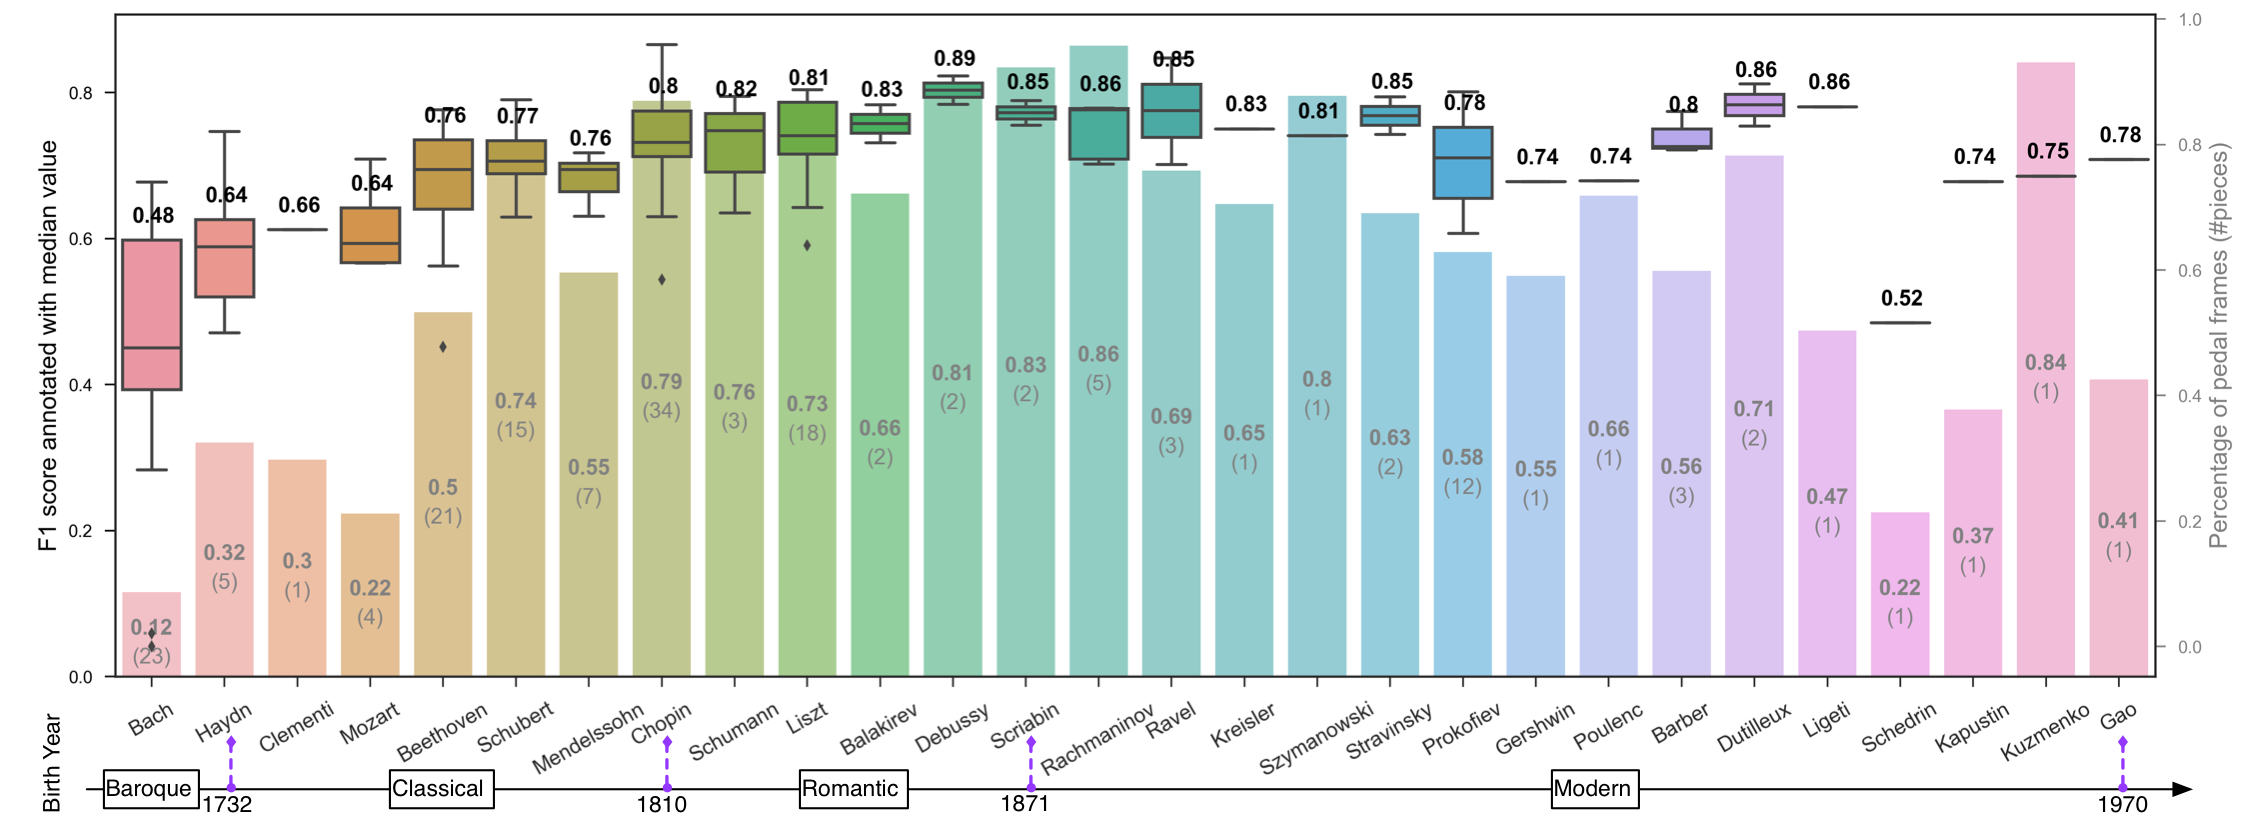 F1 score annotated with median value
0.8
0.6
0.4
0.2
0.0
1.0
0.8
0.6
0.4
0.2
0.0
Percentage of pedal frames (#pieces)
0.48
0.64
0.66
0.64
0.76
0.77
0.76
0.8
0.82
0.81
0.83
0.89
0.85
0.86
0.85
0.83
0.81
0.85
0.78
0.74
0.74
0.8
0.86
0.86
0.52
0.74
0.75
0.78
0.12
(23)
0.32
(5)
0.3
(1)
0.22
(4)
0.5
(21)
0.74
(15)
0.55
(7)
0.79
(34)
0.76
(3)
0.73
(18)
0.66
(2)
0.81
(2)
0.83
(2)
0.86
(5)
0.69
(3)
0.65
(1)
0.8
(1)
0.63
(2)
0.58
(12)
0.55
(1)
0.66
(1)
0.56
(3)
0.71
(2)
0.47
(1)
0.22
(1)
0.37
(1)
0.84
(1)
0.41
(1)
Bach
Haydn
Clementi
Mozart
Beethoven
Schubert
Mendelssohn
Chopin
Schumann
Liszt
Balakirev
Debussy
Scriabin
Rachmaninov
Ravel
Kreisler
Szymanowski
Stravinsky
Prokofiev
Gershwin
Poulenc
Barber
Dutilleux
Ligeti
Schedrin
Kapustin
Kuzmenko
Gao
Birth Year
Baroque
1732
Classical
1810
Romantic
1871
Modern
1970